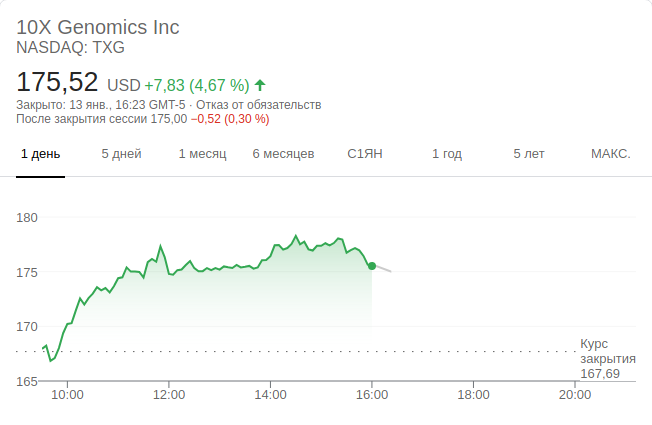 10X Genomics Inc
NASDAQ: TXG
175,52 USD +7,83 (4,67 %)
Закрыто: 13 янв., 16:23 GMT-5 · Отказ от обязательств
После закрытия сессии 175,00 −0,52 (0,30 %)
1 день 5 дней 1 месяц 6 месяцев С1ЯН 1 год 5 лет МАКС.
180
175
170
Курс
закрытия
167,69
165
10:00 12:00 14:00 16:00 18:00 20:00